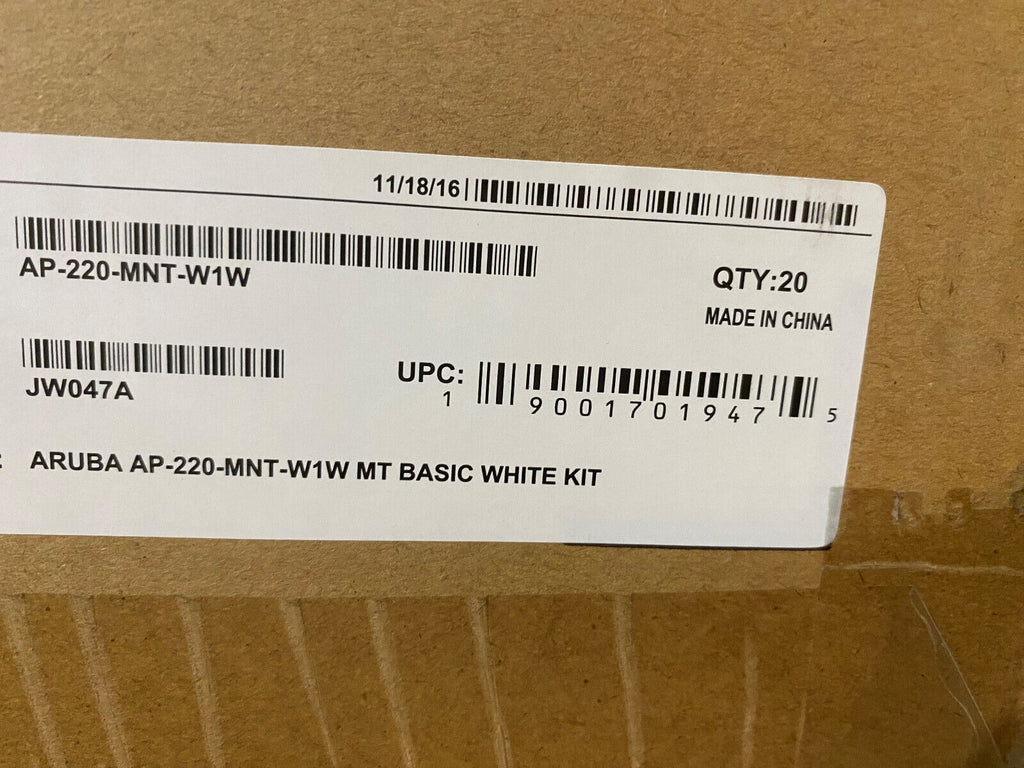 11/18/16
AP-220-MNT-W1W
QTY:20
MADE IN CHINA
JW047A
UPC:
1 9001701947 5
: ARUBA AP-220-MNT-W1W MT BASIC WHITE KIT